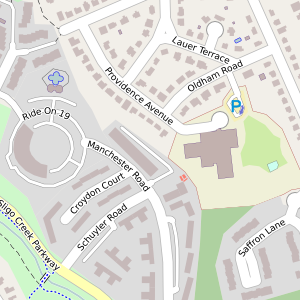 Lauer Terrace
Oldham Road
Providence Avenue
P
Ride On 19
Manchester Road
Croydon Court
Schuyler Road
Sligo Creek Parkway
Saffron Lane